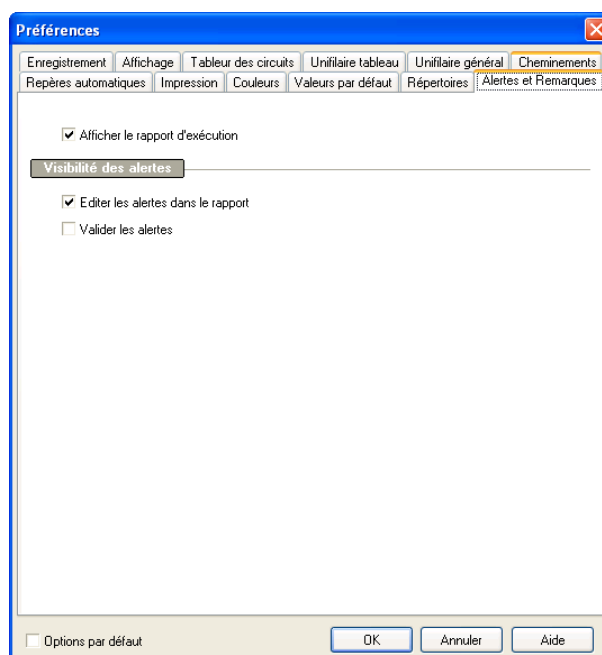 Préférences
Enregistrement Affichage Tableur des circuits Unifilaire tableau Unifilaire général Cheminements
Repères automatiques Impression Couleurs Valeurs par défaut Répertoires Alertes et Remarques
Afficher le rapport d'exécution
Visibilité des alertes
Editer les alertes dans le rapport
Valider les alertes
Options par défaut OK Annuler Aide